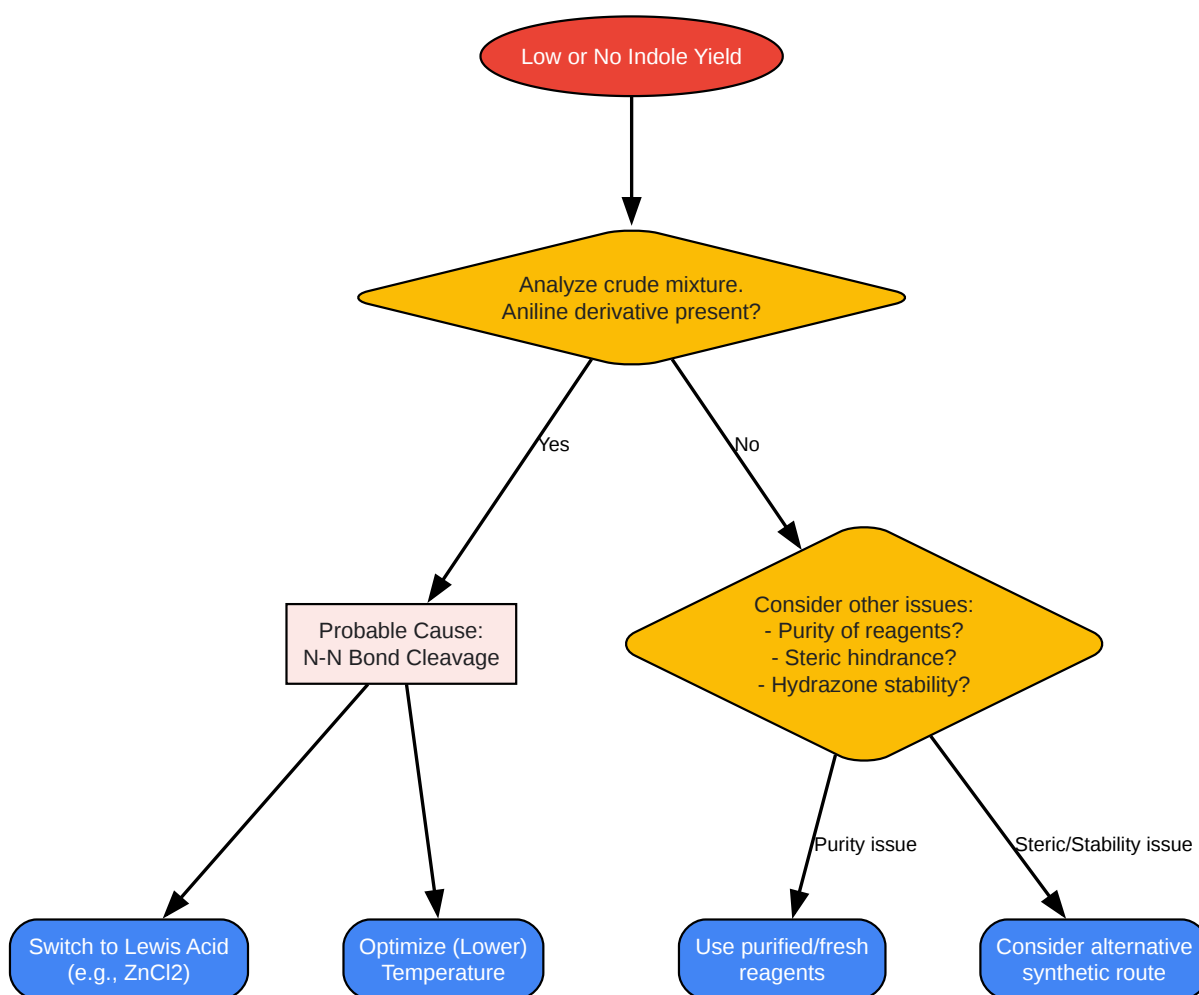 Low or No Indole Yield
Analyze crude mixture.
Aniline derivative present?
Yes
No
Probable Cause:
N-N Bond Cleavage
Consider other issues:
- Purity of reagents?
- Steric hindrance?
- Hydrazone stability?
Purity issue
Steric/Stability issue
Switch to Lewis Acid
(e.g., ZnCl2)
Optimize (Lower)
Temperature
Use purified/fresh
reagents
Consider alternative
synthetic route